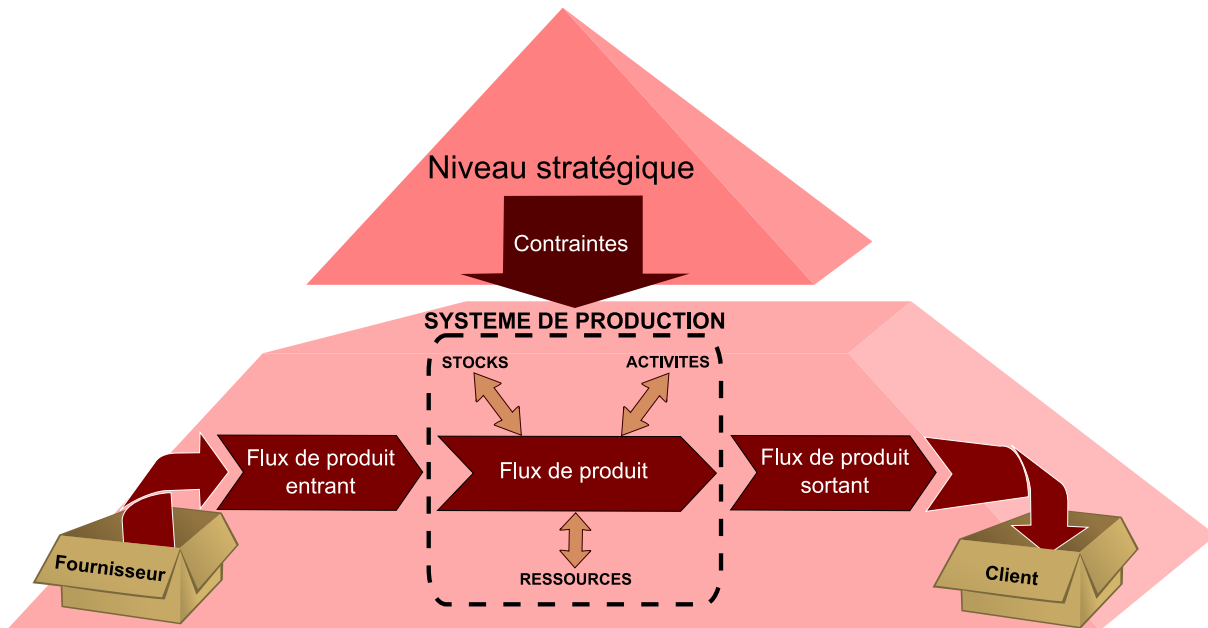 Niveau stratégique
Contraintes
SYSTEME DE PRODUCTION
STOCKS
ACTIVITES
Flux de produit
entrant
Flux de produit
Flux de produit
sortant
Fournisseur
RESSOURCES
Client